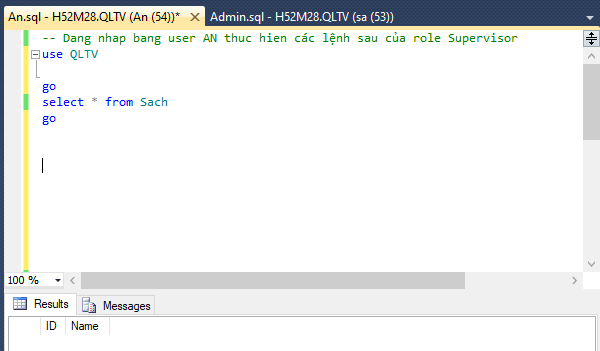 An.sql - H52M28.QLTV (An (54))* Admin.sql - H52M28.QLTV (sa (53))
-- Dang nhap bang user AN thuc hien các lệnh sau của role Supervisor
use QLTV
go
select * from Sach
go
100 %
Results Messages
ID Name